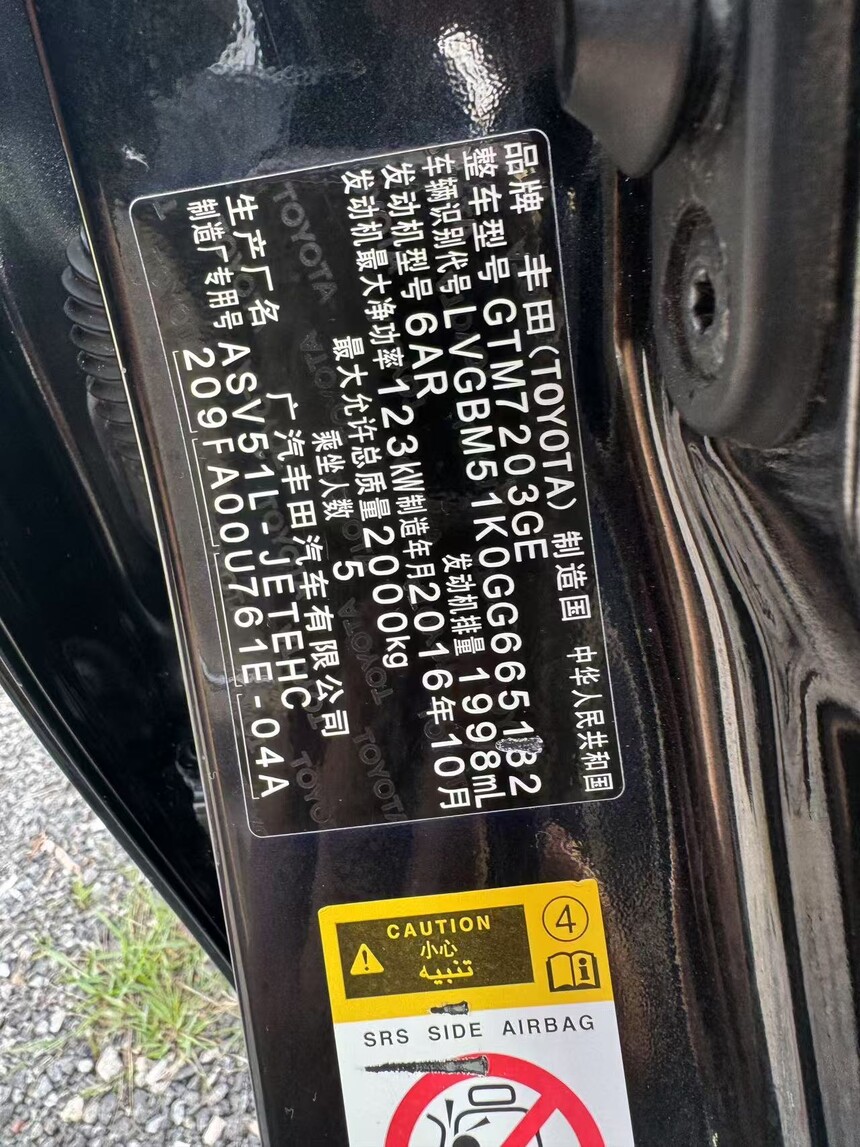 品牌 丰田(TOYOTA) 制造国 中华人民共和国
整车型号 GTM7203GE
车辆识别代号 LVGBM51K0GG665182
发动机型号 6AR 发动机排量 1998mL
发动机最大净功率 123kW 制造年月 2016年10月
最大允许总质量 2000kg
乘坐人数 5
生产厂名 广汽丰田汽车有限公司
制造厂专用号 ASV51L-JETEHC
209FA00U761E-04A
CAUTION
小心
تنبيه
4
SRS SIDE AIRBAG